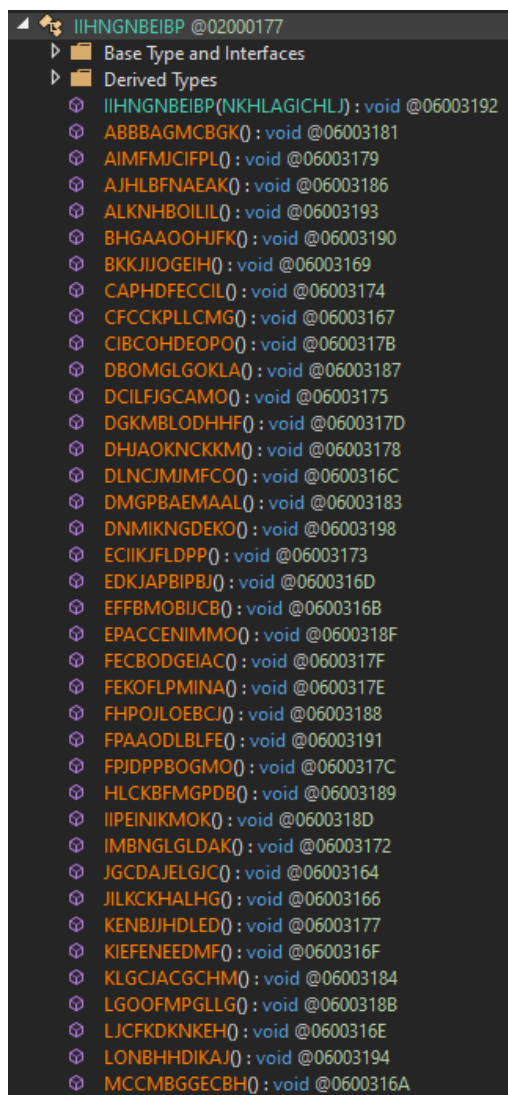 IIHNGNBEIBP @02000177
Base Type and Interfaces
Derived Types
IIHNGNBEIBP(NKHLAGICHLJ) : void @06003192
ABBBAGMCBGK() : void @06003181
AIMFMJCIFPL() : void @06003179
AJHLBFNAEAK() : void @06003186
ALKNHBOILIL() : void @06003193
BHGAAOOHJFK() : void @06003190
BKKJIJOGEIH() : void @06003169
CAPHDFECCIL() : void @06003174
CFCCKPLLCMG() : void @06003167
CIBCOHDEOPO() : void @0600317B
DBOMGLGOKLA() : void @06003187
DCILFJGCAMO() : void @06003175
DGKMBLODHHF() : void @0600317D
DHJAOKNCKKM() : void @06003178
DLNCJMJMFCO() : void @0600316C
DMGPBAEMAAL() : void @06003183
DNMIKNGDEKO() : void @06003198
ECIIKJFLDPP() : void @06003173
EDKJAPBIPBJ() : void @0600316D
EFFBMOBIJCB() : void @0600316B
EPACCENIMMO() : void @0600318F
FECBODGEIAC() : void @0600317F
FEKOFLPMINA() : void @0600317E
FHPOJLOEBCJ() : void @06003188
FPAAODLBLFE() : void @06003191
FPJDPPBOGMO() : void @0600317C
HLCKBFMGPDB() : void @06003189
IIPEINIKMOK() : void @0600318D
IMBNGLGLDAK() : void @06003172
JGCDAJELGJC() : void @06003164
JILKCKHALHG() : void @06003166
KENBJJHDLED() : void @06003177
KIEFENEEDMF() : void @0600316F
KLGCJACGCHM() : void @06003184
LGOOFMPGLLG() : void @0600318B
LJCFKDKNKEH() : void @0600316E
LONBHHDIKAJ() : void @06003194
MCCMBGGECBH() : void @0600316A